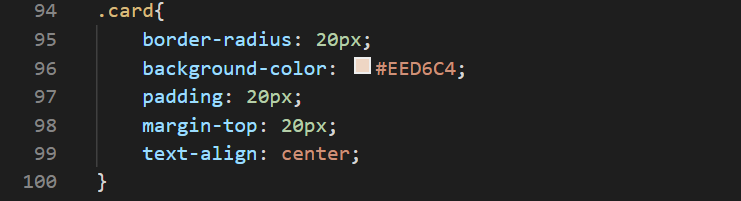 94 .card{
95 border-radius: 20px;
96 background-color: #EED6C4;
97 padding: 20px;
98 margin-top: 20px;
99 text-align: center;
100 }